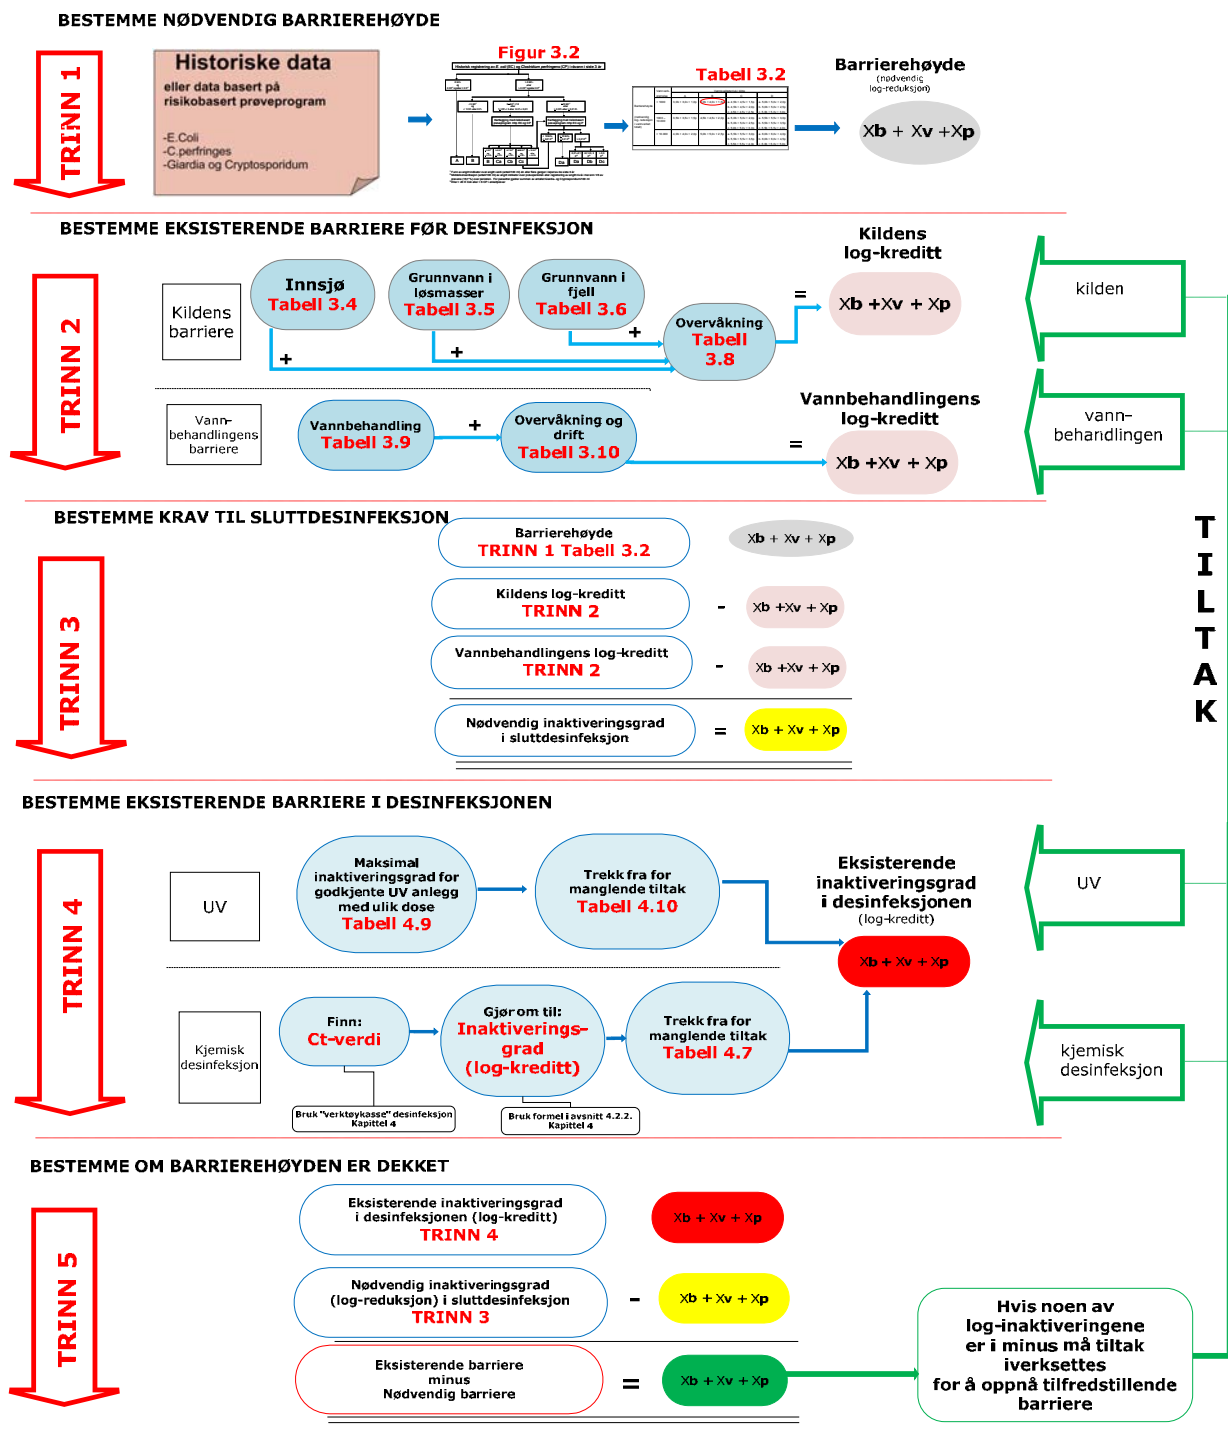 BESTEMME NØDVENDIG BARRIEREHØYDE
TRINN 1
Historiske data
eller data basert på
risikobasert prøveprogram
-E.Coli
-C.perfringes
-Giardia og Cryptosporidum
Figur 3.2
Tabell 3.2
Barrierehøyde
(nødvendig
log-reduksjon)
Xb + Xv +Xp
BESTEMME EKSISTERENDE BARRIERE FØR DESINFEKSJON
TRINN 2
Kildens
barriere
Innsjø
Tabell 3.4
Grunnvann i
løsmasser
Tabell 3.5
Grunnvann i
fjell
Tabell 3.6
+
+
+
Overvåkning
Tabell
3.8
=
Kildens
log-kreditt
Xb +Xv + Xp
kilden
Vann-
behandlingens
barriere
Vannbehandling
Tabell 3.9
+
Overvåkning og
drift
Tabell 3.10
=
Vannbehandlingens
log-kreditt
Xb +Xv + Xp
vann-
behandlingen
TILTAK
BESTEMME KRAV TIL SLUTTDESINFEKSJON
TRINN 3
Barrierehøyde
TRINN 1 Tabell 3.2
Xb + Xv + Xp
Kildens log-kreditt
TRINN 2
-
Xb +Xv + Xp
Vannbehandlingens log-kreditt
TRINN 2
-
Xb +Xv + Xp
Nødvendig inaktiveringsgrad
i sluttdesinfeksjon
=
Xb + Xv + Xp
BESTEMME EKSISTERENDE BARRIERE I DESINFEKSJONEN
TRINN 4
UV
Maksimal
inaktiveringsgrad for
godkjente UV anlegg
med ulik dose
Tabell 4.9
Trekk fra for
manglende tiltak
Tabell 4.10
Eksisterende
inaktiveringsgrad
i desinfeksjonen
(log-kreditt)
Xb + Xv + Xp
UV
Kjemisk
desinfeksjon
Finn:
Ct-verdi
Gjør om til:
Inaktiverings-
grad
(log-kreditt)
Trekk fra for
manglende tiltak
Tabell 4.7
kjemisk
desinfeksjon
Bruk "verktøykasse" desinfeksjon
Kapittel 4
Bruk formel i avsnitt 4.2.2.
Kapittel 4
BESTEMME OM BARRIEREHØYDEN ER DEKKET
TRINN 5
Eksisterende inaktiveringsgrad
i desinfeksjonen (log-kreditt)
TRINN 4
Xb + Xv + Xp
Nødvendig inaktiveringsgrad
(log-reduksjon) i sluttdesinfeksjon
TRINN 3
-
Xb + Xv + Xp
Eksisterende barriere
minus
Nødvendig barriere
=
Xb + Xv + Xp
Hvis noen av
log-inaktiveringene
er i minus må tiltak
iverksettes
for å oppnå tilfredstillende
barriere